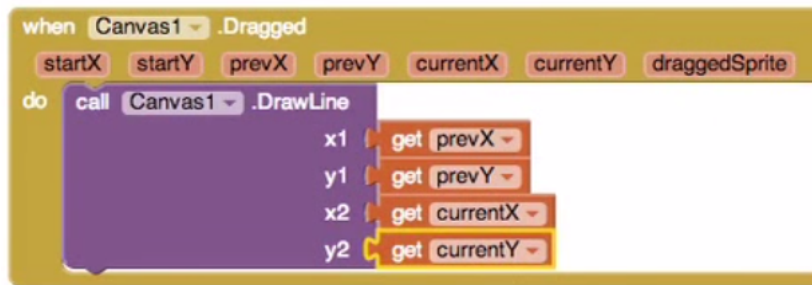 when Canvas1 .Dragged
startX startY prevX prevY currentX currentY draggedSprite
do call Canvas1 .DrawLine
x1 get prevX
y1 get prevY
x2 get currentX
y2 get currentY